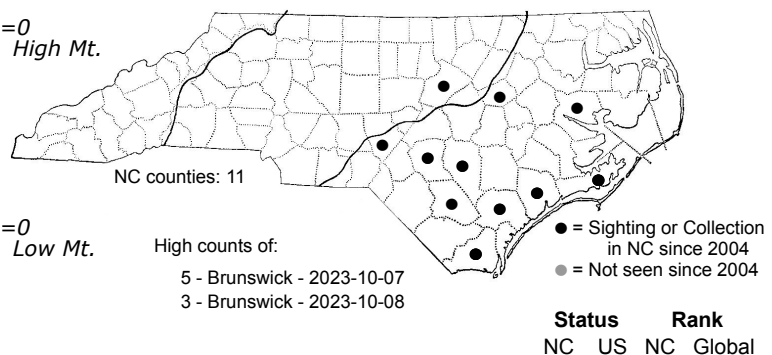 =0
High Mt.
NC counties: 11
=0
Low Mt.
High counts of:
5 - Brunswick - 2023-10-07
3 - Brunswick - 2023-10-08
● = Sighting or Collection
in NC since 2004
● = Not seen since 2004
Status Rank
NC US NC Global